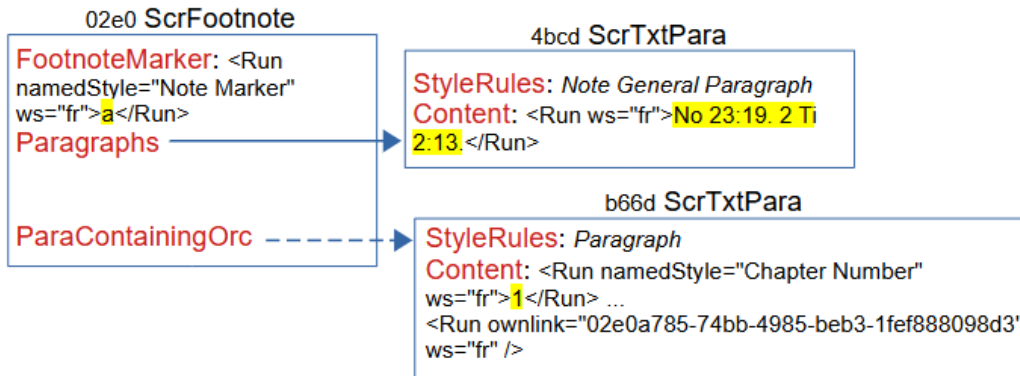 02e0 ScrFootnote
FootnoteMarker: <Run
namedStyle="Note Marker"
ws="fr">a</Run>
Paragraphs
ParaContainingOrc
4bcd ScrTxtPara
StyleRules: Note General Paragraph
Content: <Run ws="fr">No 23:19. 2 Ti
2:13.</Run>
b66d ScrTxtPara
StyleRules: Paragraph
Content: <Run namedStyle="Chapter Number"
ws="fr">1</Run> ...
<Run ownlink="02e0a785-74bb-4985-beb3-1fef888098d3"
ws="fr" />